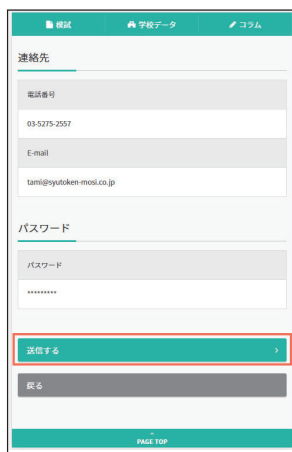 模試 学校データ コラム
連絡先
電話番号
03-5275-2557
E-mail
tami@syutoken-mosi.co.jp
パスワード
パスワード
*********
送信する
戻る
PAGE TOP